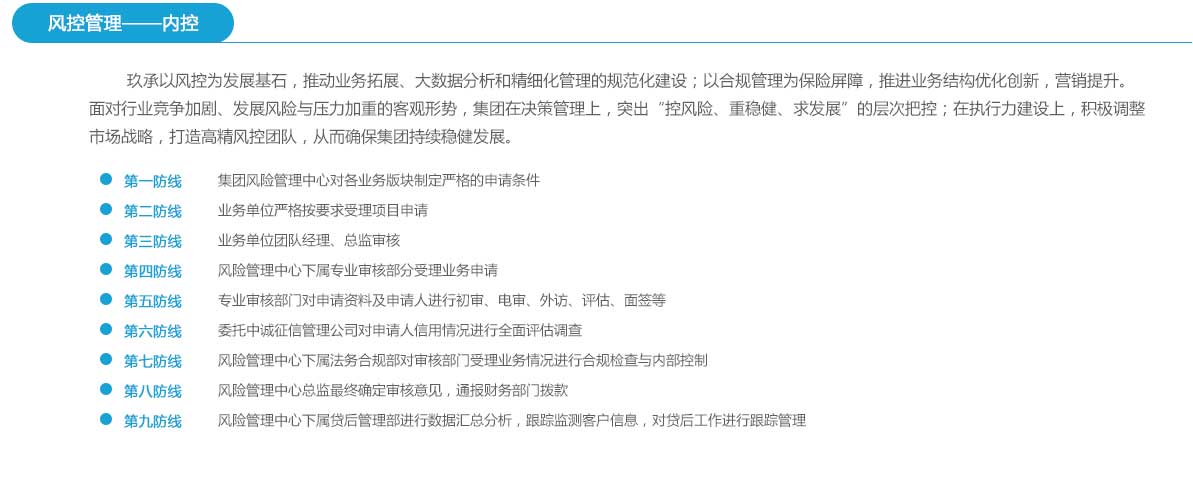 风控管理——内控
玖承以风控为发展基石，推动业务拓展、大数据分析和精细化管理的规范化建设；以合规管理为保险屏障，推进业务结构优化创新，营销提升。
面对行业竞争加剧、发展风险与压力加重的客观形势，集团在决策管理上，突出“控风险、重稳健、求发展”的层次把控；在执行力建设上，积极调整
市场战略，打造高精风控团队，从而确保集团持续稳健发展。
第一防线 集团风险管理中心对各业务版块制定严格的申请条件
第二防线 业务单位严格按要求受理项目申请
第三防线 业务单位团队经理、总监审核
第四防线 风险管理中心下属专业审核部分受理业务申请
第五防线 专业审核部门对申请资料及申请人进行初审、电审、外访、评估、面签等
第六防线 委托中诚征信管理公司对申请人信用情况进行全面评估调查
第七防线 风险管理中心下属法务合规部对审核部门受理业务情况进行合规检查与内部控制
第八防线 风险管理中心总监最终确定审核意见，通报财务部门拨款
第九防线 风险管理中心下属贷后管理部进行数据汇总分析，跟踪监测客户信息，对贷后工作进行跟踪管理